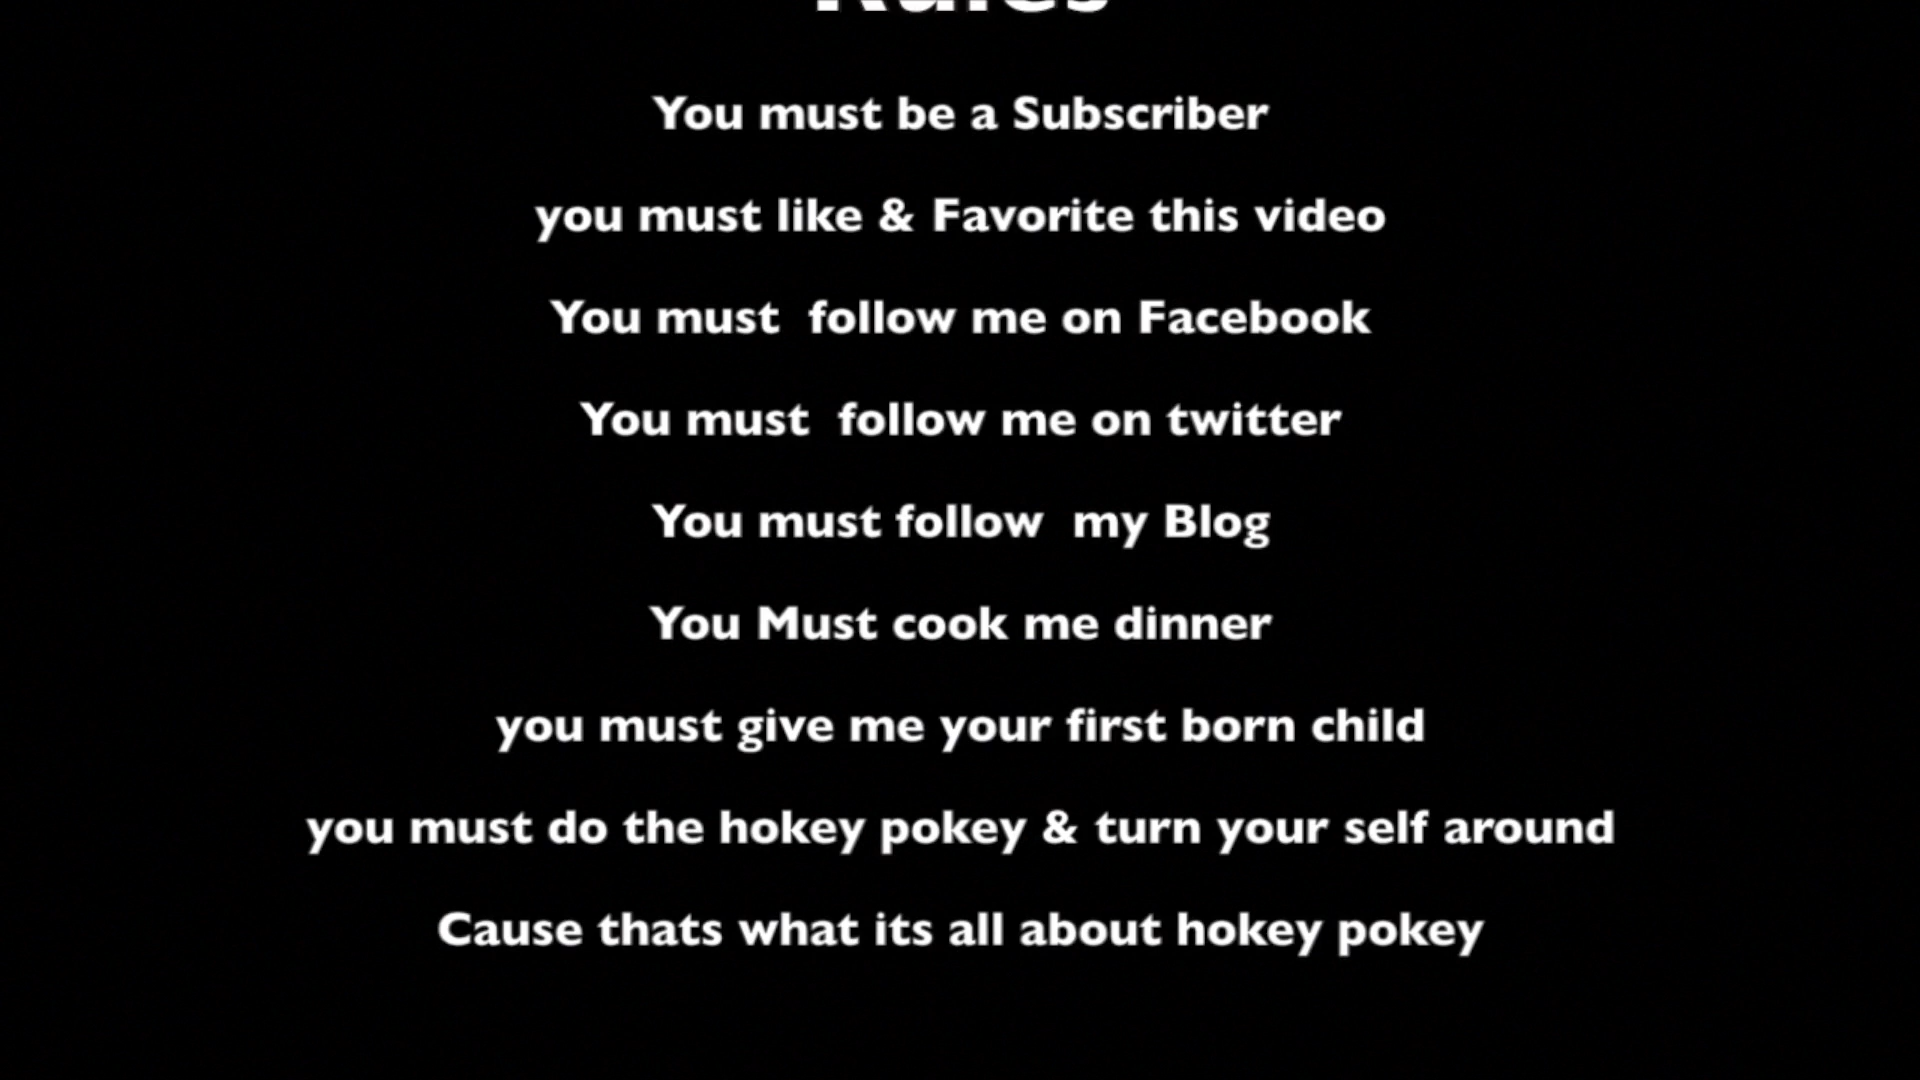 Rules
You must be a Subscriber
you must like & Favorite this video
You must  follow me on Facebook
You must  follow me on twitter
You must follow  my Blog
You Must cook me dinner
you must give me your first born child
you must do the hokey pokey & turn your self around
Cause thats what its all about hokey pokey